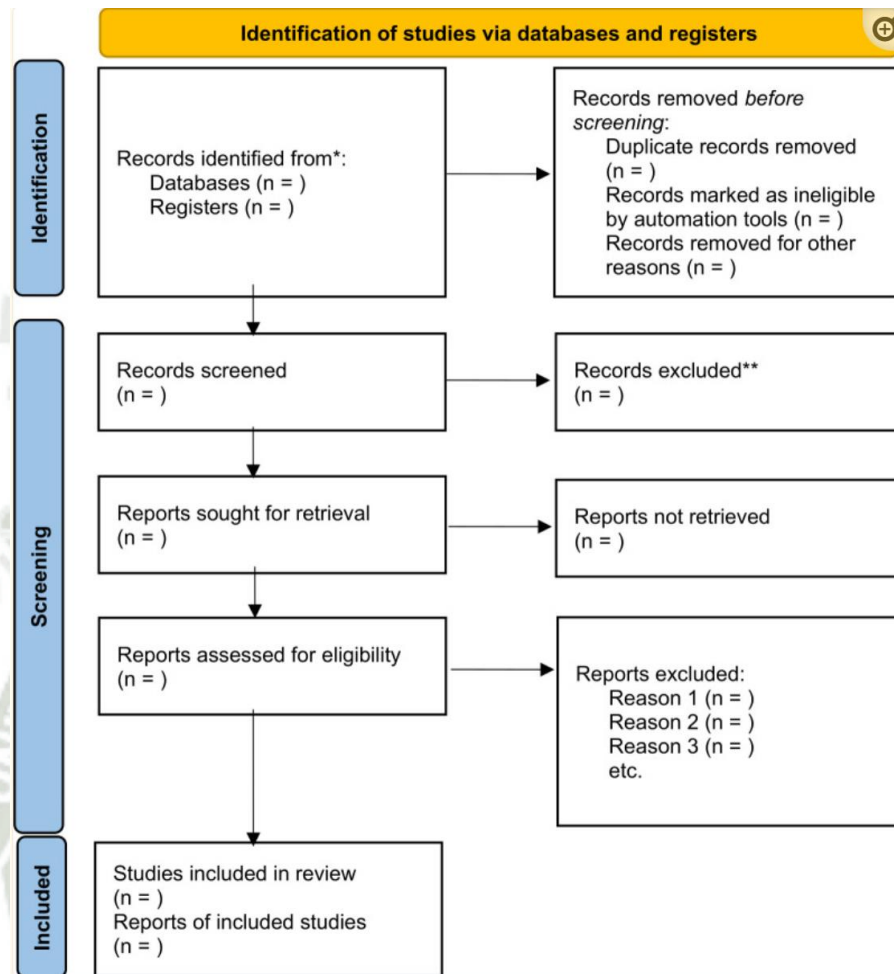 Identification of studies via databases and registers
Identification
Records identified from*:
Databases (n = )
Registers (n = )
Records removed before
screening:
Duplicate records removed
(n = )
Records marked as ineligible
by automation tools (n = )
Records removed for other
reasons (n = )
Screening
Records screened
(n = )
Records excluded**
(n = )
Reports sought for retrieval
(n = )
Reports not retrieved
(n = )
Reports assessed for eligibility
(n = )
Reports excluded:
Reason 1 (n = )
Reason 2 (n = )
Reason 3 (n = )
etc.
Included
Studies included in review
(n = )
Reports of included studies
(n = )